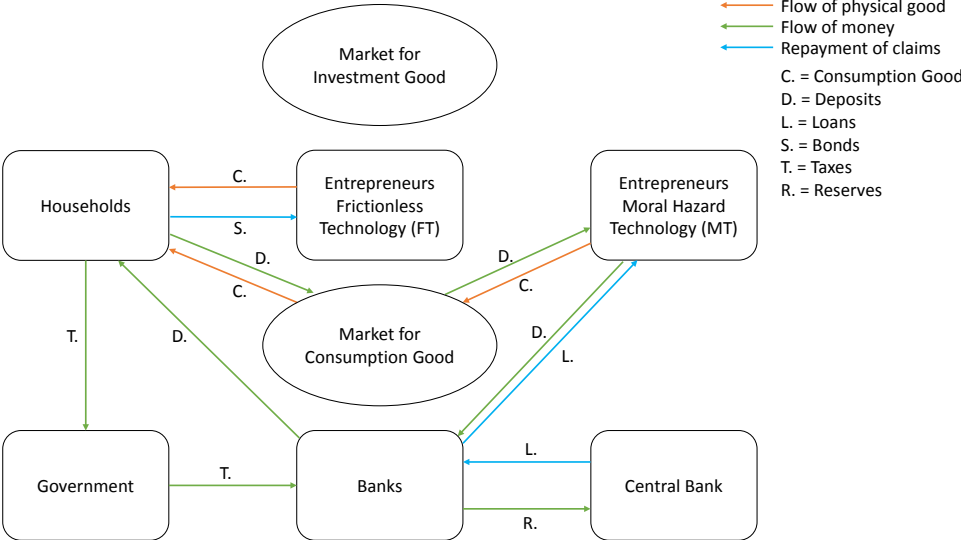 Flow of physical good
Flow of money
Repayment of claims
C. = Consumption Good
D. = Deposits
L. = Loans
S. = Bonds
T. = Taxes
R. = Reserves
Market for
Investment Good
Households
C.
S.
Entrepreneurs
Frictionless
Technology (FT)
Entrepreneurs
Moral Hazard
Technology (MT)
D.
C.
D.
C.
Market for
Consumption Good
T.
D.
D.
L.
Government
T.
Banks
L.
R.
Central Bank